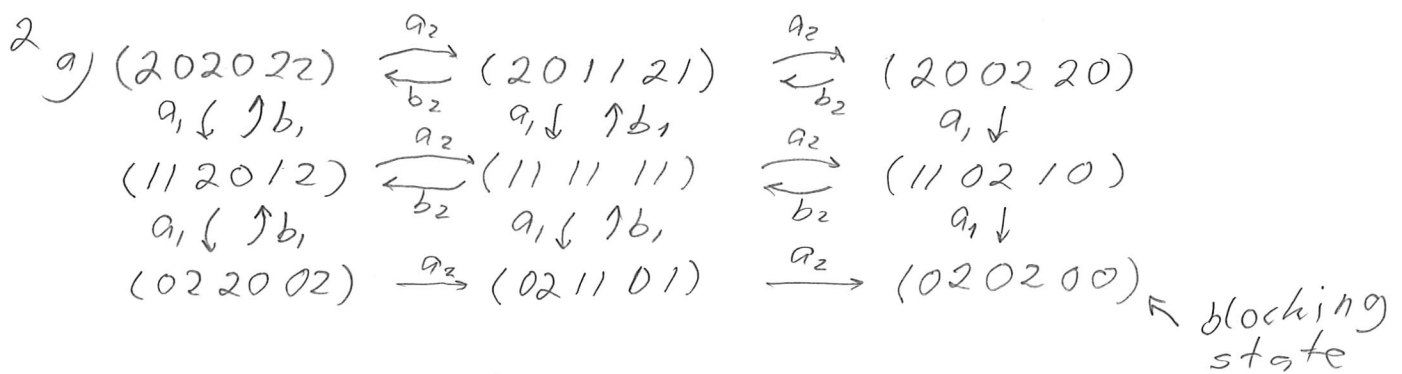 2 a) (202022) a2 ⇄ b2 (201121) a2 ⇄ b2 (200220)
a1 ↓ ↑ b1 a1 ↓ ↑ b1 a1 ↓
(112012) a2 ⇄ b2 (111111) a2 ⇄ b2 (110210)
a1 ↓ ↑ b1 a1 ↓ ↑ b1 a1 ↓
(022002) a2 → (021101) a2 → (020200)
blocking
state